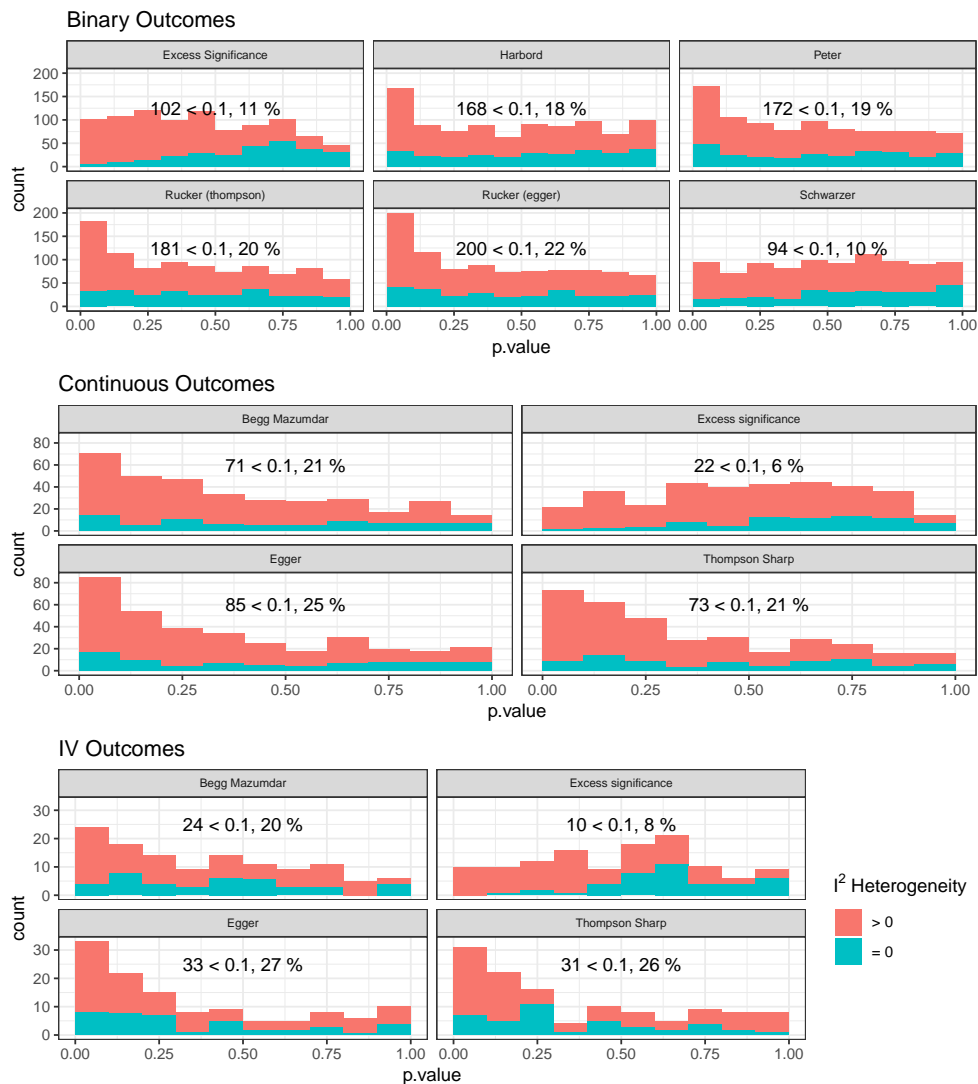 Binary Outcomes
Excess Significance Harbord Peter
200
150
102 < 0.1, 11 % 168 < 0.1, 18 % 172 < 0.1, 19 %
100
50
0
count
Rucker (thompson) Rucker (egger) Schwarzer
200
150
181 < 0.1, 20 % 200 < 0.1, 22 % 94 < 0.1, 10 %
100
50
0
0.00 0.25 0.50 0.75 1.00 0.00 0.25 0.50 0.75 1.00 0.00 0.25 0.50 0.75 1.00
p.value
Continuous Outcomes
Begg Mazumdar Excess significance
80
60
71 < 0.1, 21 % 22 < 0.1, 6 %
40
20
0
count
Egger Thompson Sharp
80
60
85 < 0.1, 25 % 73 < 0.1, 21 %
40
20
0
0.00 0.25 0.50 0.75 1.00 0.00 0.25 0.50 0.75 1.00
p.value
IV Outcomes
Begg Mazumdar Excess significance
30
24 < 0.1, 20 % 10 < 0.1, 8 %
20
10
0
count
Egger Thompson Sharp
30
33 < 0.1, 27 % 31 < 0.1, 26 %
20
10
0
0.00 0.25 0.50 0.75 1.00 0.00 0.25 0.50 0.75 1.00
p.value
I² Heterogeneity
> 0
= 0